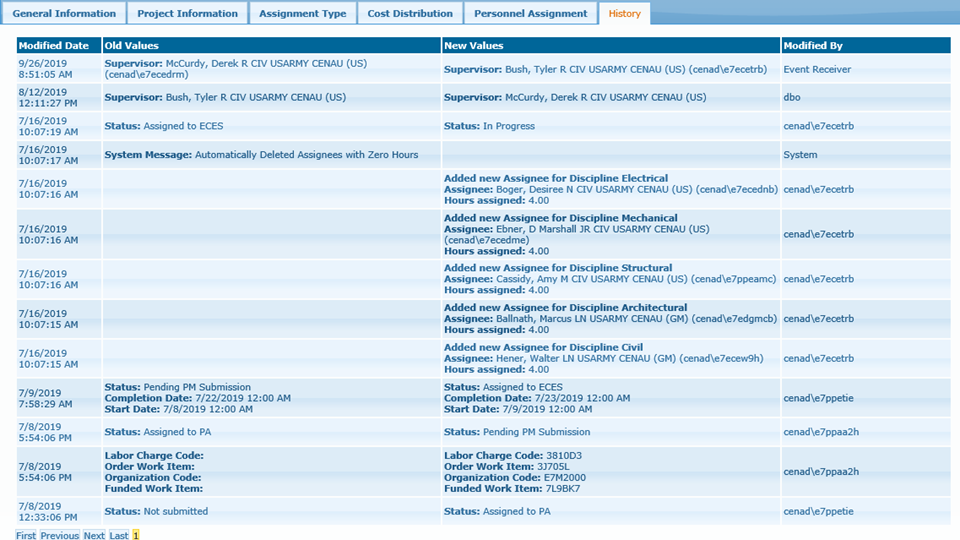 General Information Project Information Assignment Type Cost Distribution Personnel Assignment History
Modified Date Old Values New Values Modified By
9/26/2019
8:51:05 AM
Supervisor: McCurdy, Derek R CIV USARMY CENAU (US)
(cenad\e7ecedrm)
Supervisor: Bush, Tyler R CIV USARMY CENAU (US) (cenad\e7ecetrb)
Event Receiver
8/12/2019
12:11:27 PM
Supervisor: Bush, Tyler R CIV USARMY CENAU (US)
Supervisor: McCurdy, Derek R CIV USARMY CENAU (US)
dbo
7/16/2019
10:07:19 AM
Status: Assigned to ECES
Status: In Progress
cenad\e7ecetrb
7/16/2019
10:07:17 AM
System Message: Automatically Deleted Assignees with Zero Hours
System
7/16/2019
10:07:16 AM
Added new Assignee for Discipline Electrical
Assignee: Boger, Desiree N CIV USARMY CENAU (US) (cenad\e7ecednb)
Hours assigned: 4.00
cenad\e7ecetrb
7/16/2019
10:07:16 AM
Added new Assignee for Discipline Mechanical
Assignee: Ebner, D Marshall JR CIV USARMY CENAU (US)
(cenad\e7ecedme)
Hours assigned: 4.00
cenad\e7ecetrb
7/16/2019
10:07:16 AM
Added new Assignee for Discipline Structural
Assignee: Cassidy, Amy M CIV USARMY CENAU (US) (cenad\e7ppeamc)
Hours assigned: 4.00
cenad\e7ecetrb
7/16/2019
10:07:15 AM
Added new Assignee for Discipline Architectural
Assignee: Ballnath, Marcus LN USARMY CENAU (GM) (cenad\e7edgmcb)
Hours assigned: 4.00
cenad\e7ecetrb
7/16/2019
10:07:15 AM
Added new Assignee for Discipline Civil
Assignee: Hener, Walter LN USARMY CENAU (GM) (cenad\e7ecew9h)
Hours assigned: 4.00
cenad\e7ecetrb
7/9/2019
7:58:29 AM
Status: Pending PM Submission
Completion Date: 7/22/2019 12:00 AM
Start Date: 7/8/2019 12:00 AM
Status: Assigned to ECES
Completion Date: 7/23/2019 12:00 AM
Start Date: 7/9/2019 12:00 AM
cenad\e7ppetie
7/8/2019
5:54:06 PM
Status: Assigned to PA
Status: Pending PM Submission
cenad\e7ppaa2h
7/8/2019
5:54:06 PM
Labor Charge Code:
Order Work Item:
Organization Code:
Funded Work Item:
Labor Charge Code: 3810D3
Order Work Item: 3J705L
Organization Code: E7M2000
Funded Work Item: 7L9BK7
cenad\e7ppaa2h
7/8/2019
12:33:06 PM
Status: Not submitted
Status: Assigned to PA
cenad\e7ppetie
First Previous Next Last 1